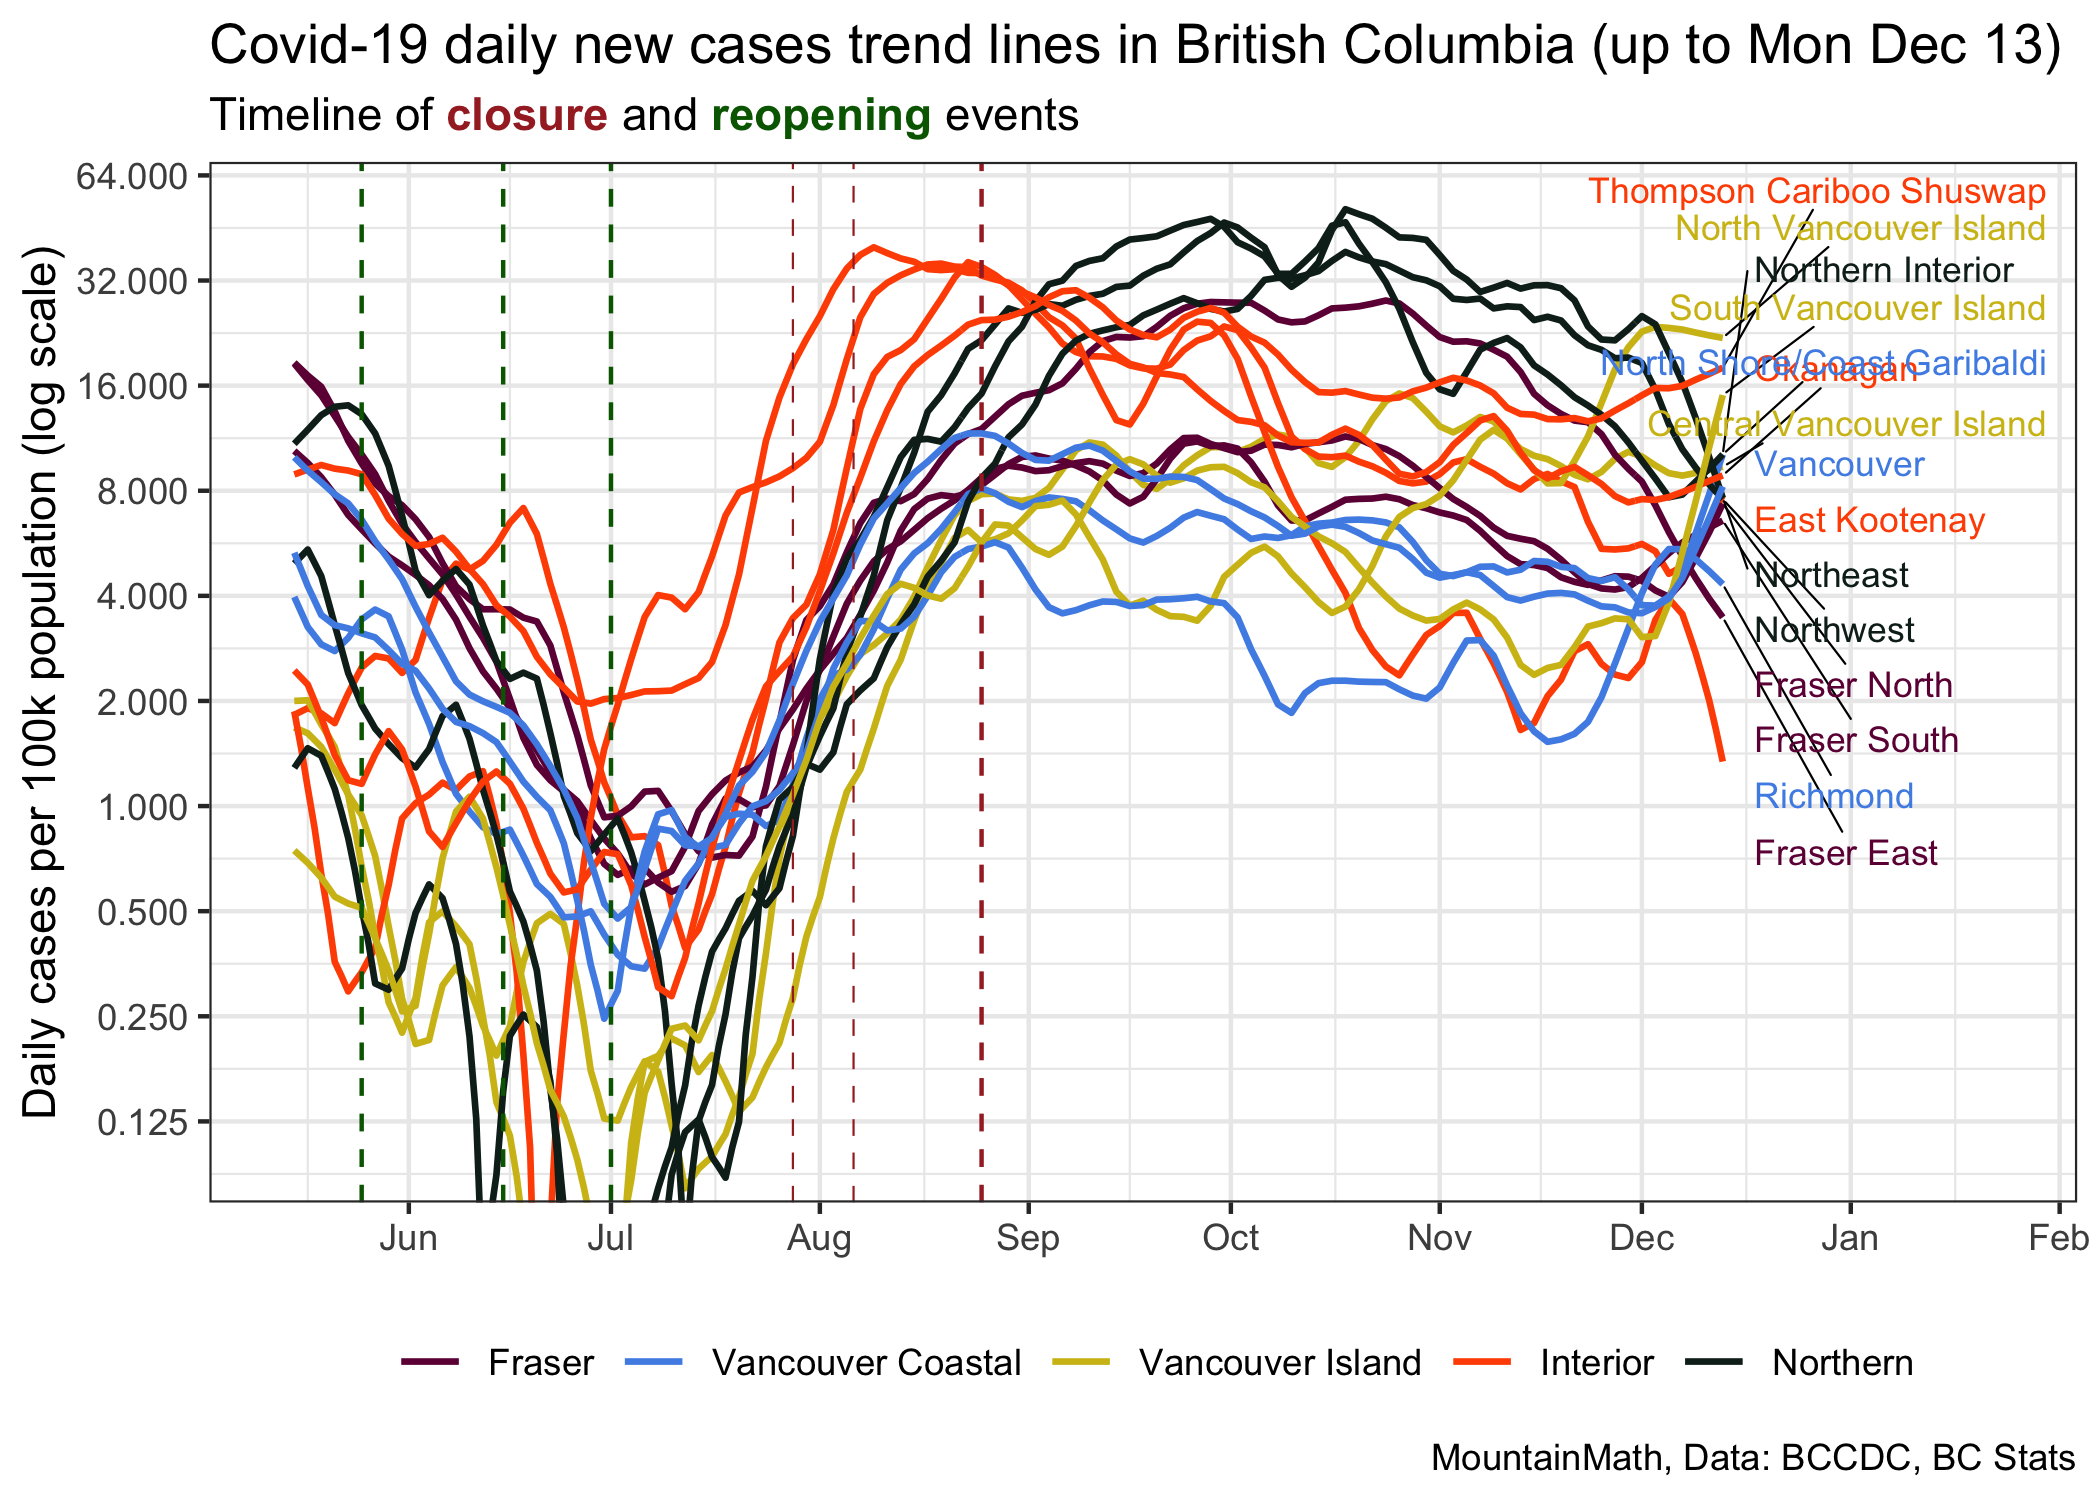 Covid-19 daily new cases trend lines in British Columbia (up to Mon Dec 13)
Timeline of closure and reopening events
Daily cases per 100k population (log scale)
64.000
32.000
16.000
8.000
4.000
2.000
1.000
0.500
0.250
0.125
Thompson Cariboo Shuswap
North Vancouver Island
Northern Interior
South Vancouver Island
North Shore/Coast Garibaldi
Okanagan
Central Vancouver Island
Vancouver
East Kootenay
Northeast
Northwest
Fraser North
Fraser South
Richmond
Fraser East
Jun Jul Aug Sep Oct Nov Dec Jan Feb
Fraser Vancouver Coastal Vancouver Island Interior Northern
MountainMath, Data: BCCDC, BC Stats